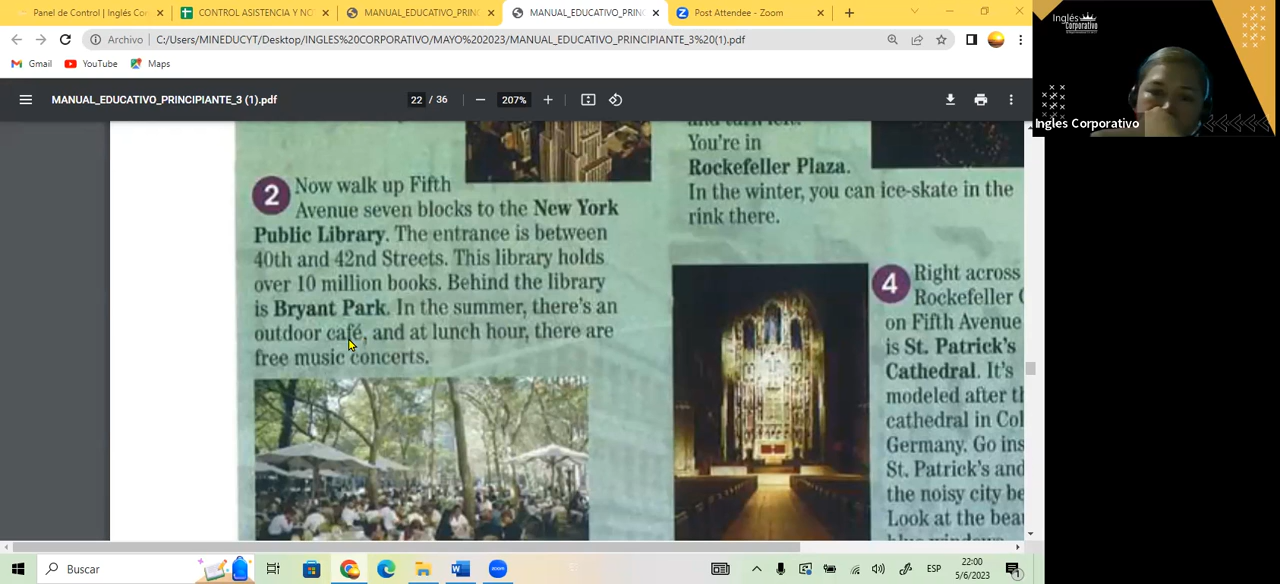 Panel de Control | Inglés Co
CONTROL ASISTENCIA Y NO
MANUAL_EDUCATIVO_PRIN
MANUAL_EDUCATIVO_PRIN
Post Attendee - Zoom
Archivo
C:/Users/MINEDUCYT/Desktop/INGLES%20CORPORATIVO/MAYO%202023/MANUAL_EDUCATIVO_PRINCIPIANTE_3%20(1).pdf
Gmail
YouTube
Maps
MANUAL_EDUCATIVO_PRINCIPIANTE_3 (1).pdf
22 / 36
207%
Inglés
Corporativo
Ingles Corporativo
2
Now walk up Fifth
Avenue seven blocks to the New York
Public Library. The entrance is between
40th and 42nd Streets. This library holds
over 10 million books. Behind the library
is Bryant Park. In the summer, there's an
outdoor café, and at lunch hour, there are
free music concerts.
and turn left.
You're in
Rockefeller Plaza.
In the winter, you can ice-skate in the
rink there.
4
Right across
Rockefeller C
on Fifth Avenue
is St. Patrick's
Cathedral. It's
modeled after th
cathedral in Col
Germany. Go ins
St. Patrick's and
the noisy city be
Look at the beau
Buscar
ESP
22:00
5/6/2023